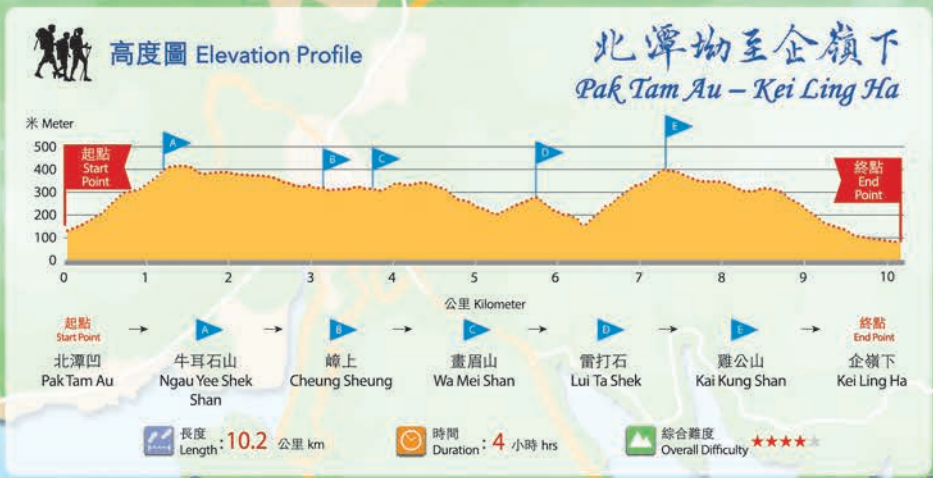 高度圖 Elevation Profile
北潭坳至企嶺下
Pak Tam Au – Kei Ling Ha
米 Meter
500
400
300
200
100
0
起點
Start
Point
A
B
C
D
E
終點
End
Point
0 1 2 3 4 5 6 7 8 9 10
公里 Kilometer
起點
Start Point
北潭凹
Pak Tam Au
A
牛耳石山
Ngau Yee Shek
Shan
B
嶂上
Cheung Sheung
C
畫眉山
Wa Mei Shan
D
雷打石
Lui Ta Shek
E
雞公山
Kai Kung Shan
終點
End Point
企嶺下
Kei Ling Ha
長度
Length : 10.2 公里 km
時間
Duration : 4 小時 hrs
綜合難度
Overall Difficulty ★★★★★